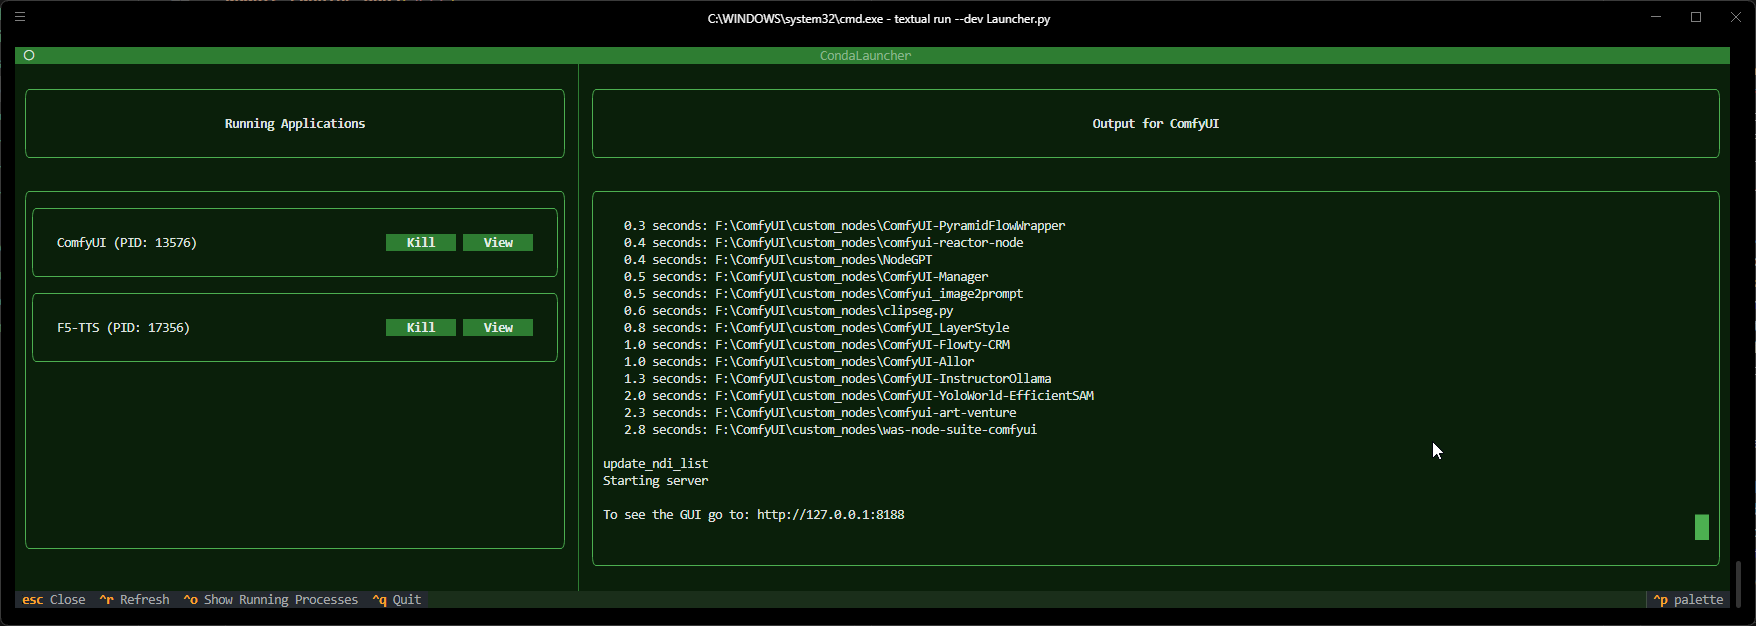 C:\WINDOWS\system32\cmd.exe - textual run --dev Launcher.py
CondaLauncher
Running Applications
ComfyUI (PID: 13576)
Kill
View
F5-TTS (PID: 17356)
Kill
View
Output for ComfyUI
0.3 seconds: F:\ComfyUI\custom_nodes\ComfyUI-PyramidFlowWrapper
0.4 seconds: F:\ComfyUI\custom_nodes\comfyui-reactor-node
0.4 seconds: F:\ComfyUI\custom_nodes\NodeGPT
0.5 seconds: F:\ComfyUI\custom_nodes\ComfyUI-Manager
0.5 seconds: F:\ComfyUI\custom_nodes\Comfyui_image2prompt
0.6 seconds: F:\ComfyUI\custom_nodes\clipseg.py
0.8 seconds: F:\ComfyUI\custom_nodes\ComfyUI_LayerStyle
1.0 seconds: F:\ComfyUI\custom_nodes\ComfyUI-Flowty-CRM
1.0 seconds: F:\ComfyUI\custom_nodes\ComfyUI-Allor
1.3 seconds: F:\ComfyUI\custom_nodes\ComfyUI-InstructorOllama
2.0 seconds: F:\ComfyUI\custom_nodes\ComfyUI-YoloWorld-EfficientSAM
2.3 seconds: F:\ComfyUI\custom_nodes\comfyui-art-venture
2.8 seconds: F:\ComfyUI\custom_nodes\was-node-suite-comfyui
update_ndi_list
Starting server
To see the GUI go to: http://127.0.0.1:8188
esc Close ^r Refresh ^o Show Running Processes ^q Quit
^p palette